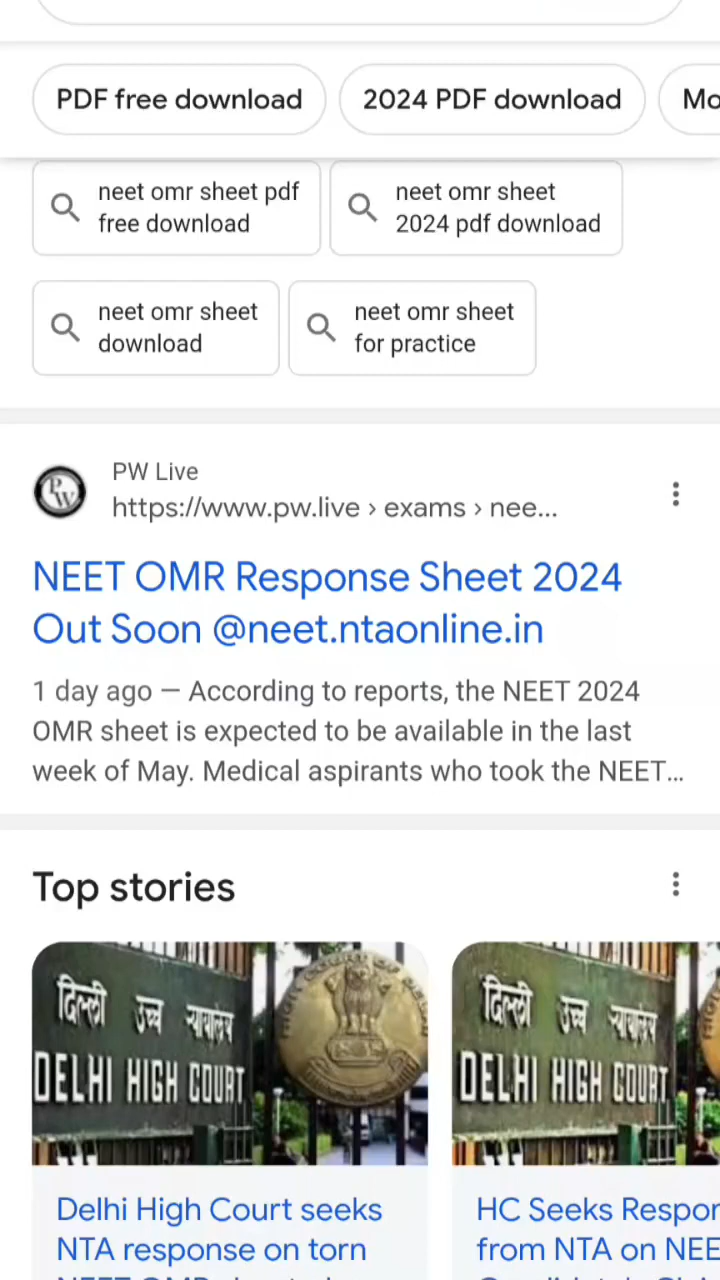 PDF free download
2024 PDF download
Mo
neet omr sheet pdf
free download
neet omr sheet
2024 pdf download
neet omr sheet
download
neet omr sheet
for practice
PW Live
https://www.pw.live › exams › nee...
NEET OMR Response Sheet 2024
Out Soon @neet.ntaonline.in
1 day ago — According to reports, the NEET 2024
OMR sheet is expected to be available in the last
week of May. Medical aspirants who took the NEET...
Top stories
दिल्ली उच्च न्यायालय
DELHI HIGH COURT
दिल्ली उच्च न्यायालय
DELHI HIGH COURT
Delhi High Court seeks
NTA response on torn
HC Seeks Respon
from NTA on NEE